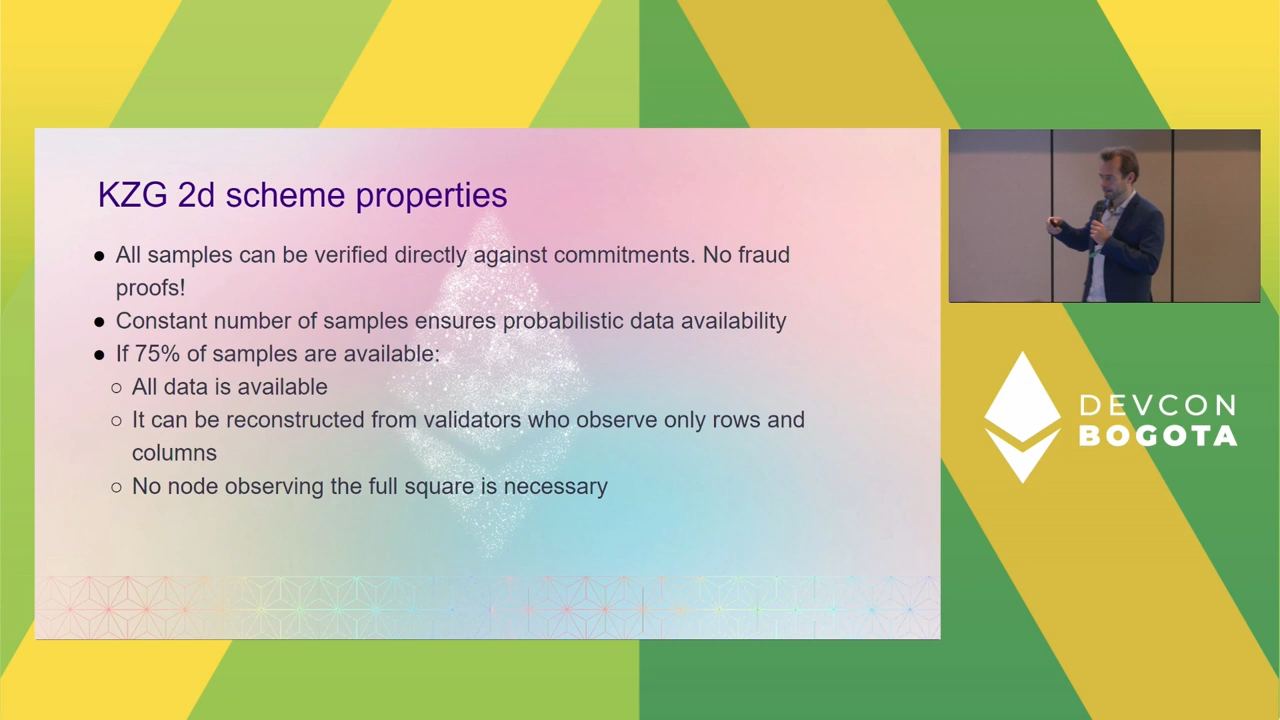 KZG 2d scheme properties
● All samples can be verified directly against commitments. No fraud
proofs!
● Constant number of samples ensures probabilistic data availability
● If 75% of samples are available:
○ All data is available
○ It can be reconstructed from validators who observe only rows and
columns
○ No node observing the full square is necessary
DEVCON
BOGOTA